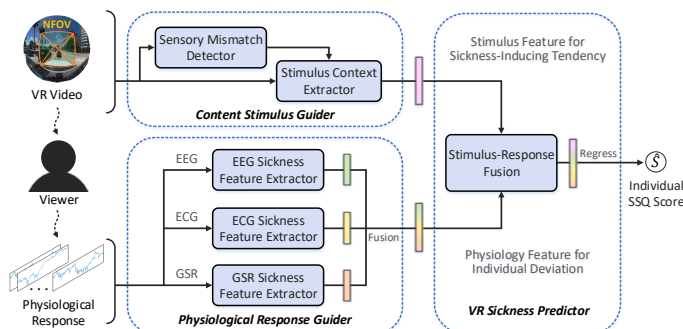 NFOV
VR Video
Viewer
Physiological
Response
Sensory Mismatch
Detector
Stimulus Context
Extractor
Content Stimulus Guider
EEG
EEG Sickness
Feature Extractor
ECG
ECG Sickness
Feature Extractor
GSR
GSR Sickness
Feature Extractor
Fusion
Physiological Response Guider
Stimulus Feature for
Sickness-Inducing Tendency
Stimulus-Response
Fusion
Regress
Physiology Feature for
Individual Deviation
VR Sickness Predictor
Ŝ
Individual
SSQ Score